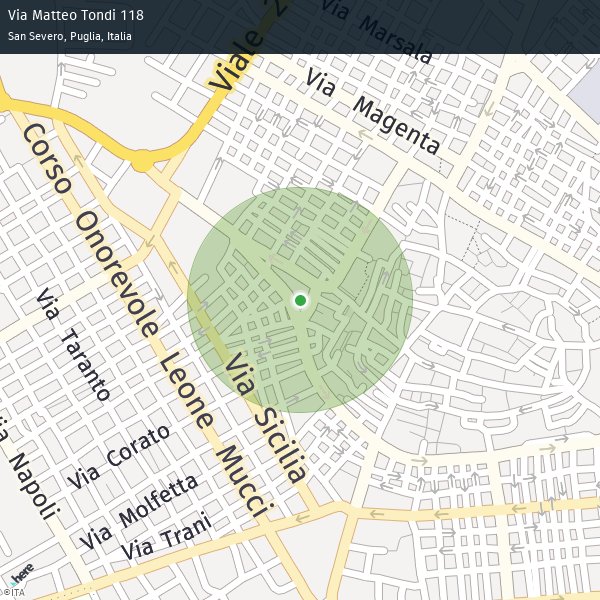 Via Matteo Tondi 118
San Severo, Puglia, Italia
Via Marsala
Viale 2
Via Magenta
Corso Onorevole Leone Mucci
Via Taranto
Via Sicilia
Via Corato
Via Napoli
Via Molfetta
Via Trani
here
©ITA